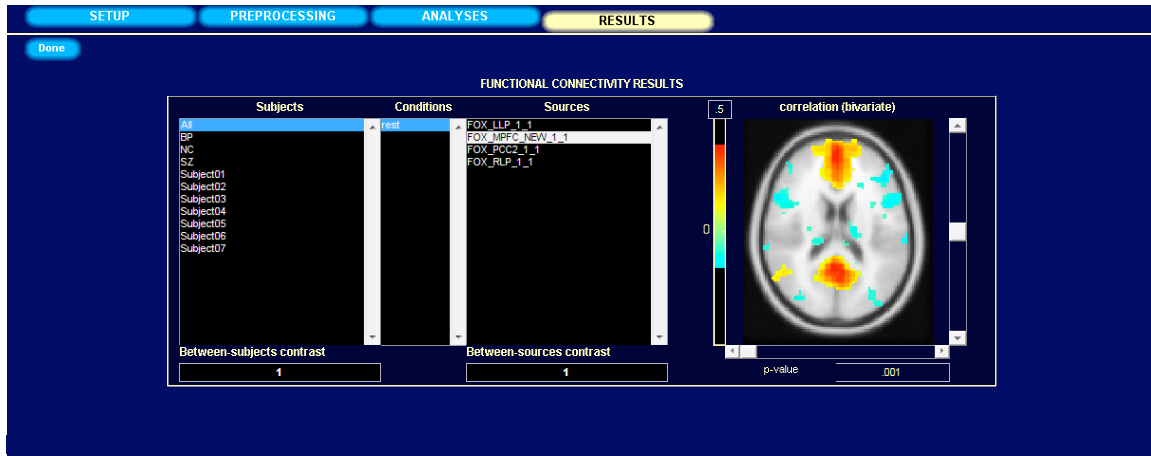 SETUP PREPROCESSING ANALYSES RESULTS
Done
FUNCTIONAL CONNECTIVITY RESULTS
Subjects Conditions Sources .5 correlation (bivariate)
All rest FOX_LLP_1_1
BP FOX_MPFC_NEW_1_1
NC FOX_PCC2_1_1
SZ FOX_RLP_1_1
Subject01
Subject02
Subject03
Subject04
Subject05
Subject06
Subject07
0
Between-subjects contrast Between-sources contrast
1 1 p-value .001